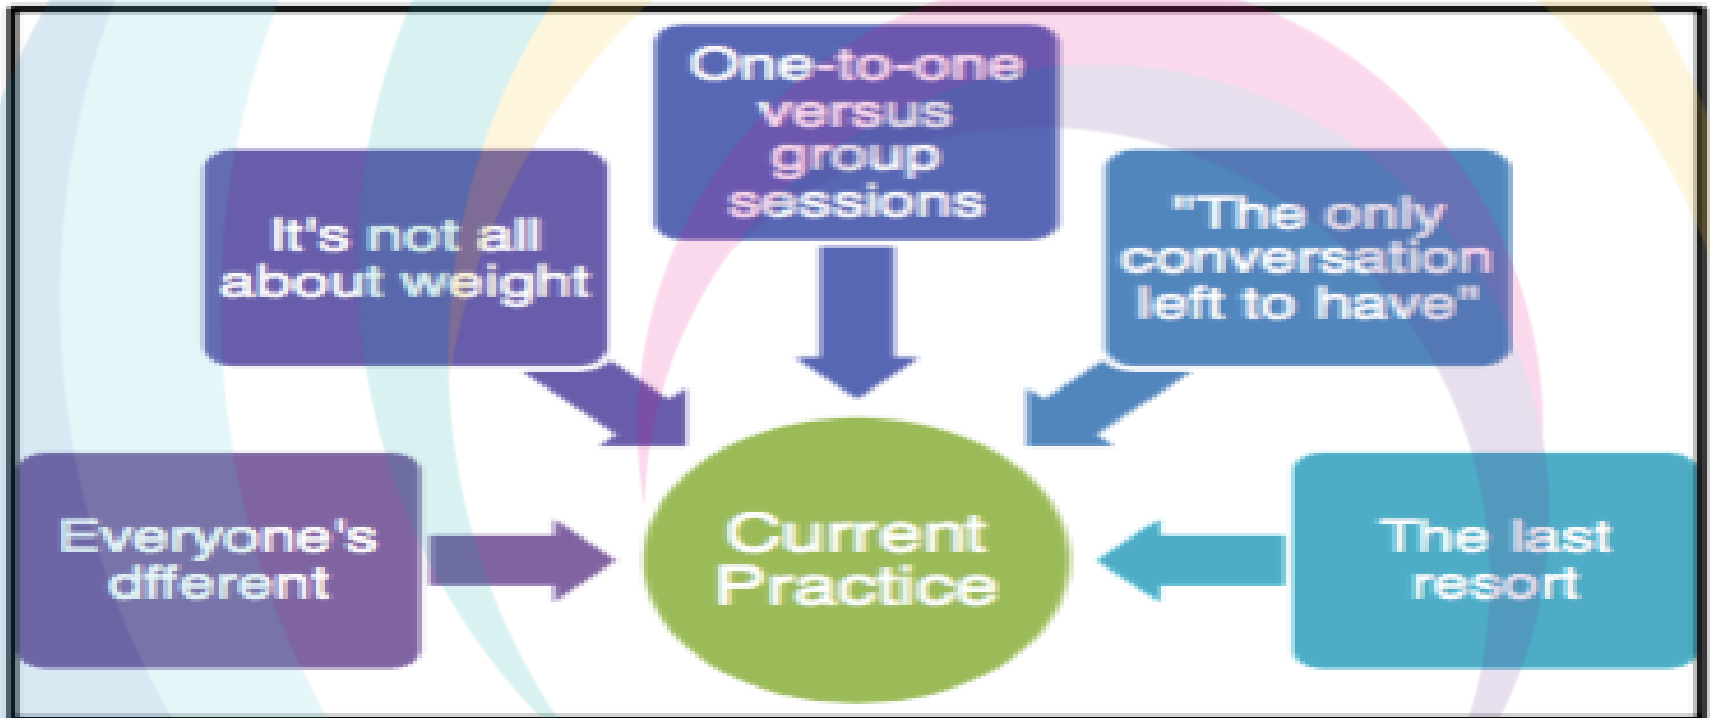 One-to-one
versus
group
sessions
It's not all
about weight
"The only
conversation
left to have"
Everyone's
dfferent
Current
Practice
The last
resort